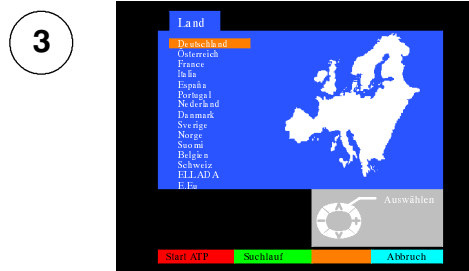 3
Land
Deutschland
Österreich
France
Italia
España
Portugal
Nederland
Danmark
Sverige
Norge
Suomi
Belgien
Schweiz
ELLADA
E.Eu
Auswählen
Start ATP Suchlauf Abbruch